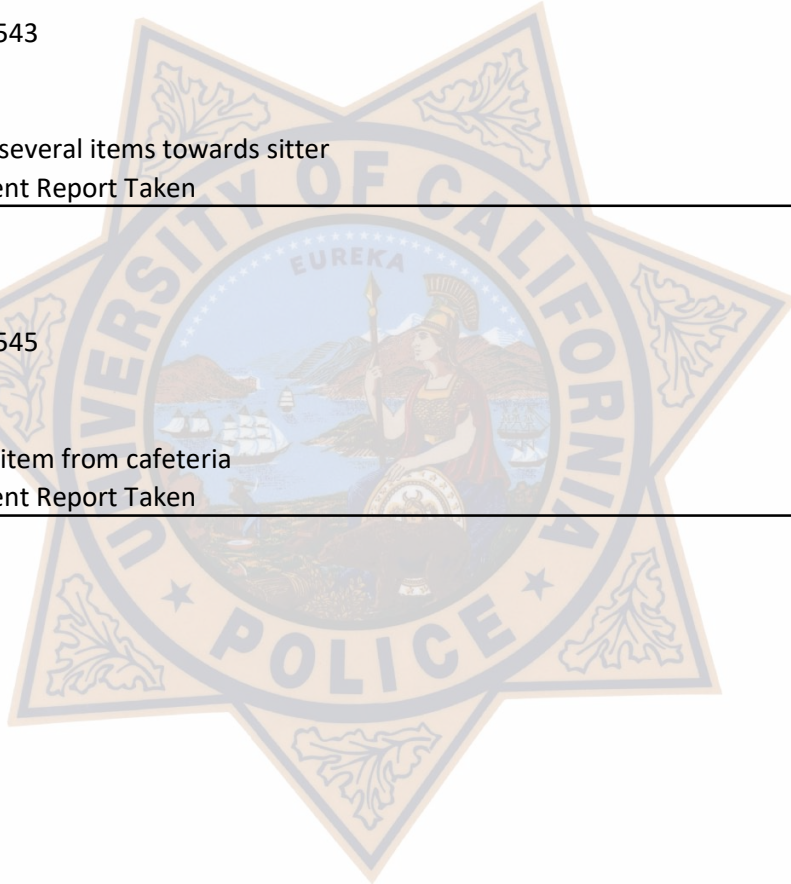 543
several items towards sitter
ent Report Taken
545
item from cafeteria
ent Report Taken
UNIVERSITY OF CALIFORNIA
EUREKA
POLICE